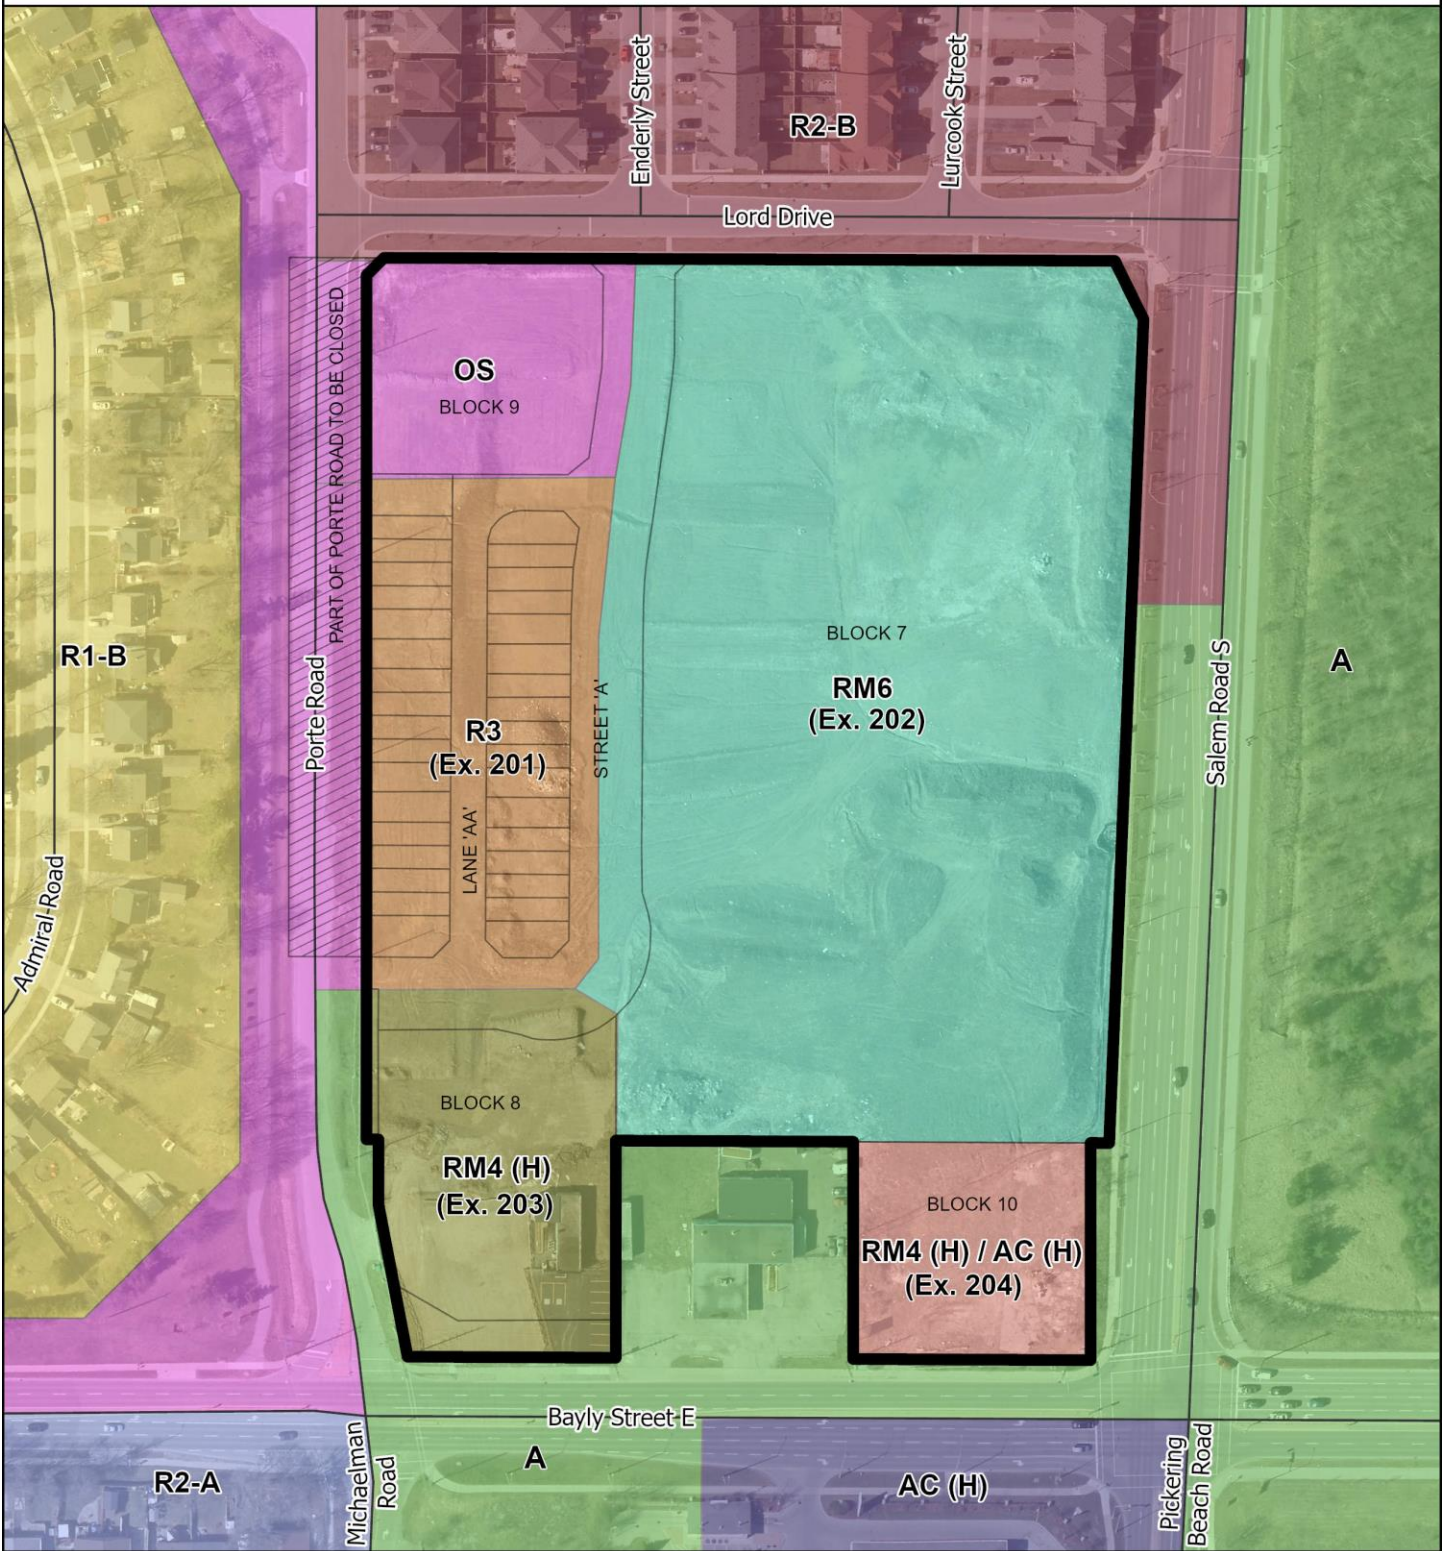 Enderly Street
Lurcook Street
R2-B
Lord Drive
PART OF PORTE ROAD TO BE CLOSED
OS
BLOCK 9
BLOCK 7
RM6
(Ex. 202)
R1-B
A
Porte Road
R3
(Ex. 201)
STREET 'A'
LANE 'AA'
Salem Road S
Admiral Road
BLOCK 8
RM4 (H)
(Ex. 203)
BLOCK 10
RM4 (H) / AC (H)
(Ex. 204)
Bayly Street E
R2-A
Michaelman
Road
A
AC (H)
Pickering
Beach Road